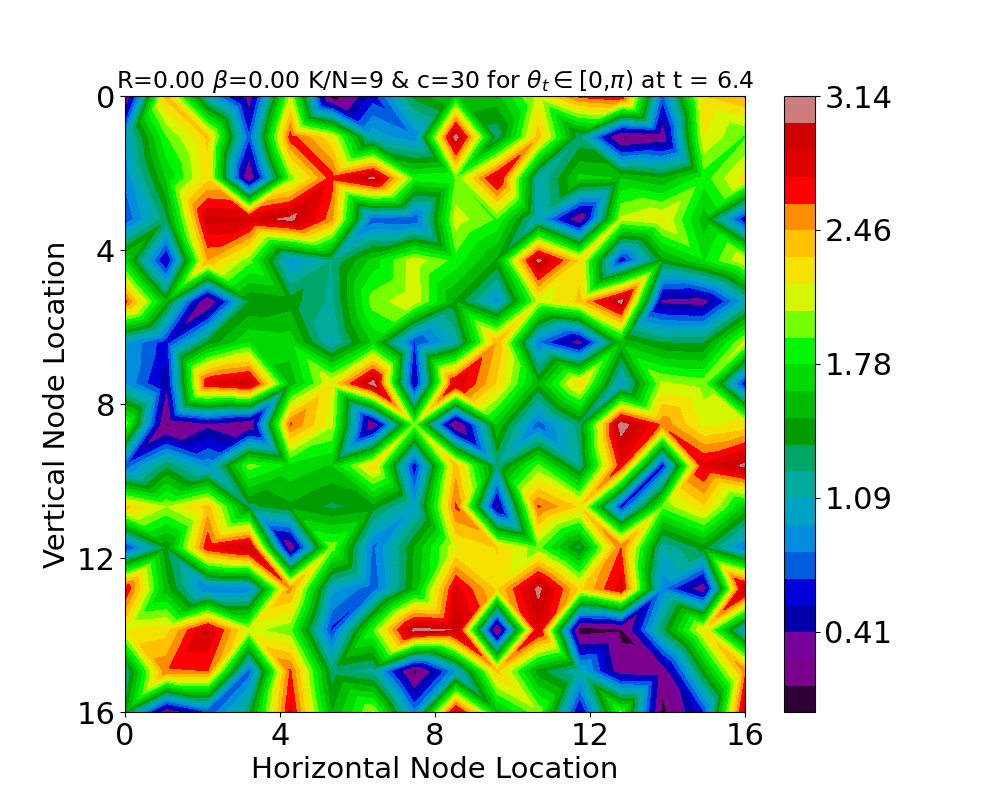 R=0.00 β=0.00 K/N=9 & c=30 for θₜ ∈ [0,π) at t = 6.4
0
4
8
12
16
Vertical Node Location
0 4 8 12 16
Horizontal Node Location
3.14
2.46
1.78
1.09
0.41